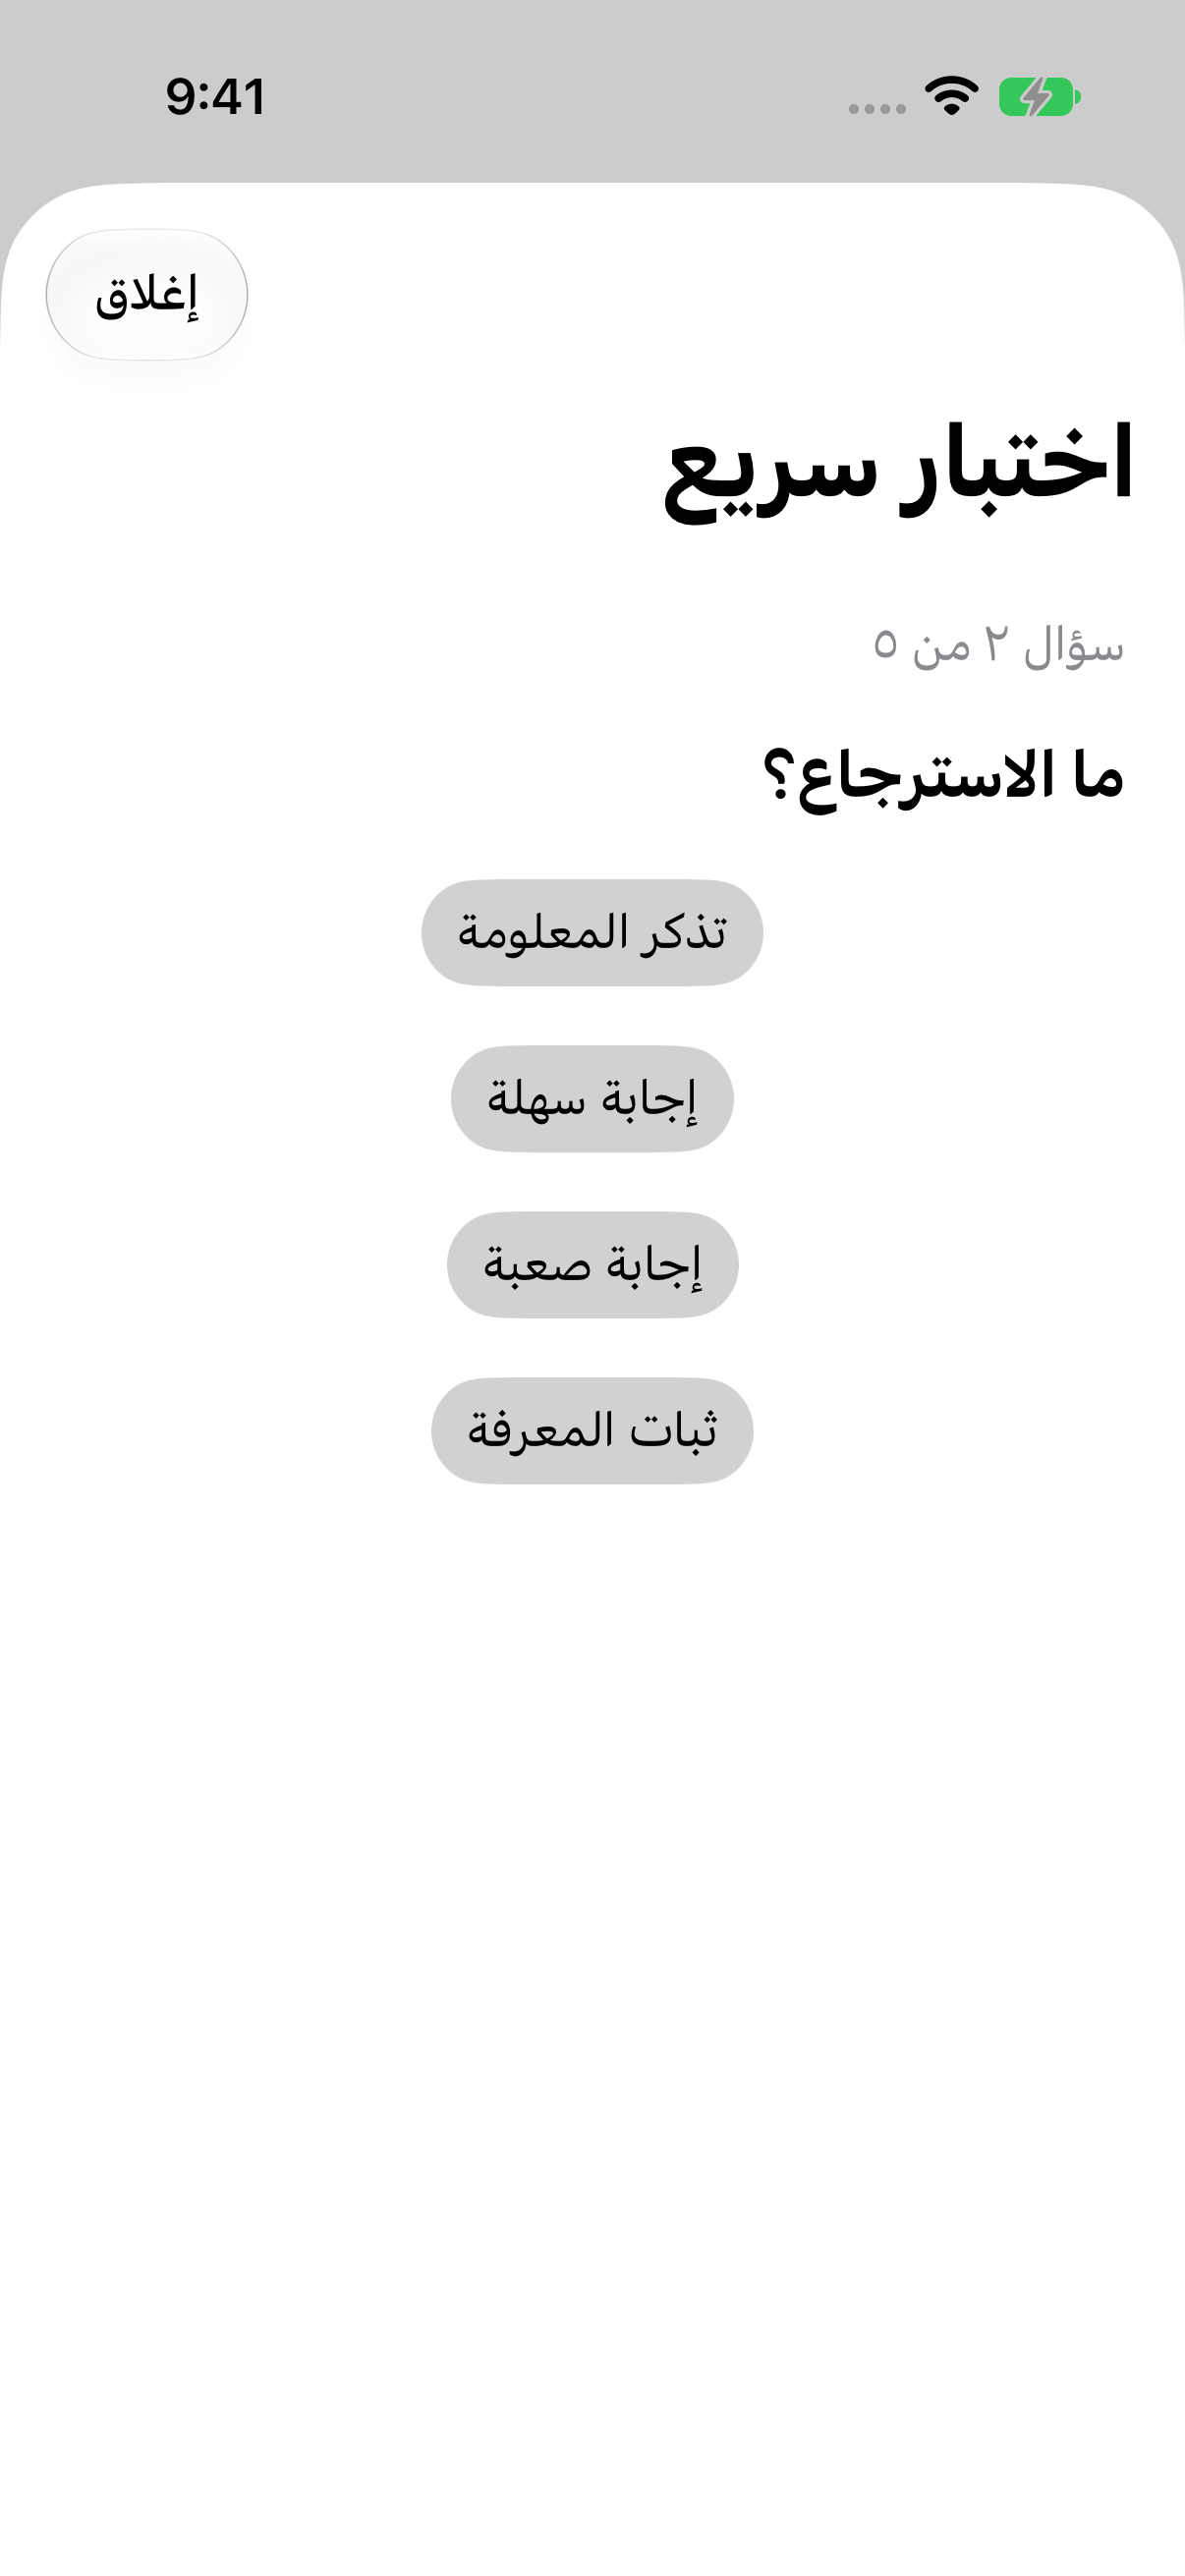 9:41
إغلاق
اختبار سريع
سؤال ٢ من ٥
ما الاسترجاع؟
تذكر المعلومة
إجابة سهلة
إجابة صعبة
ثبات المعرفة